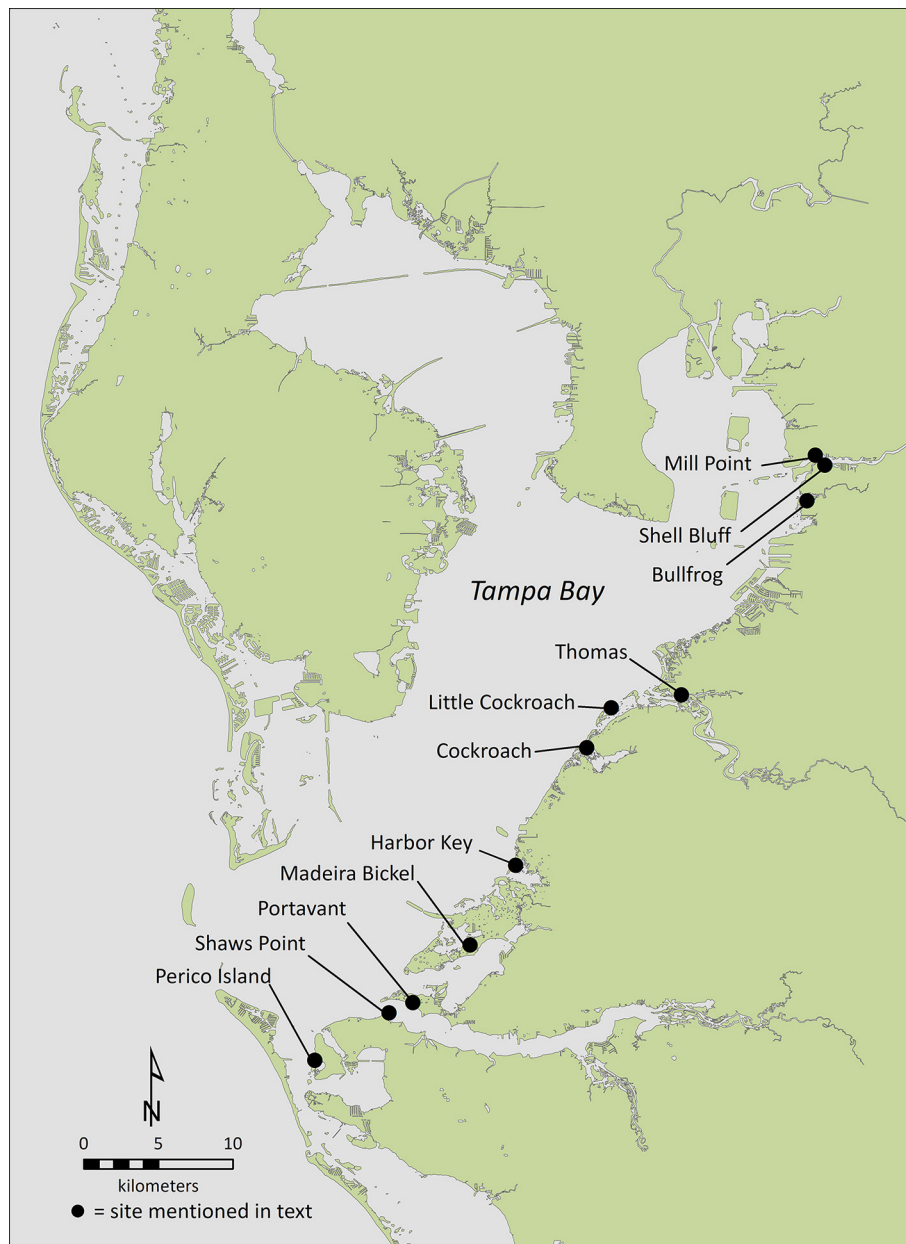 Mill Point
Shell Bluff
Bullfrog
Tampa Bay
Thomas
Little Cockroach
Cockroach
Harbor Key
Madeira Bickel
Portavant
Shaws Point
Perico Island
N
0 5 10
kilometers
= site mentioned in text